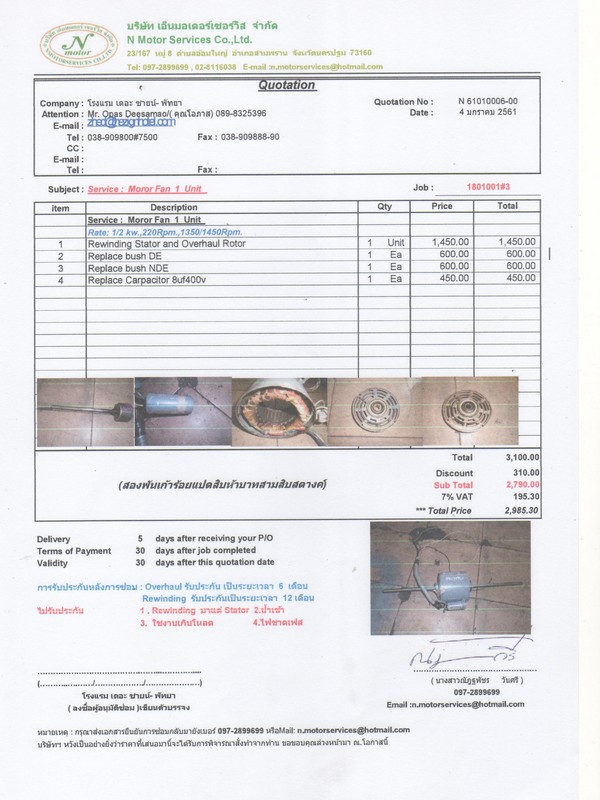 N
motor
NMOTORSERVICES CO.,LTD.
บริษัท เอ็นมอเตอร์เซอร์วิส จำกัด
N Motor Services Co.,Ltd.
23/167 หมู่ 8 ตำบลอ้อมใหญ่ อำเภอสามพราน จังหวัดนครปฐม 73160
Tel: 097-2899699 , 02-8116038 E-mail :n.motorservices@hotmail.com
Quotation
Company : โรงแรม เดอะ ซายน์- พัทยา Quotation No : N 61010006-00
Attention : Mr. Opas Deesamao/( คุณโอภาส) 089-8325396 Date : 4 มกราคม 2561
E-mail :
Tel : 038-909800#7500 Fax : 038-909888-90
CC :
E-mail :
Tel : Fax :
Subject : Service : Moror Fan 1 Unit Job : 1801001#3
item Description Qty Price Total
Service : Moror Fan 1 Unit
Rate: 1/2 kw.,220Rpm.,1350/1450Rpm.
1 Rewinding Stator and Overhaul Rotor 1 Unit 1,450.00 1,450.00
2 Replace bush DE 1 Ea 600.00 600.00
3 Replace bush NDE 1 Ea 600.00 600.00
4 Replace Carpacitor 8uf400v 1 Ea 450.00 450.00
Total 3,100.00
Discount 310.00
(สองพันเก้าร้อยแปดสิบห้าบาทสามสิบสตางค์) Sub Total 2,790.00
7% VAT 195.30
*** Total Price 2,985.30
Delivery 5 days after receiving your P/O
Terms of Payment 30 days after job completed
Validity 30 days after this quotation date
การรับประกันหลังการซ่อม : Overhaul รับประกัน เป็นระยะเวลา 6 เดือน
Rewinding รับประกันเป็นระยะเวลา 12 เดือน
ไม่รับประกัน 1 . Rewinding มาแต่ Stator 2.น้ำเข้า
3. ใช้งานเกินโหลด 4.ไฟขาดเฟส
(......................../......................./........................)
( นางสาวณัฎฐพัชร วันศรี )
โรงแรม เดอะ ซายน์- พัทยา 097-2899699
( ลงชื่อผู้อนุมัติซ่อม )เขียนตัวบรรจง Email :n.motorservices@hotmail.com
หมายเหตุ : กรุณาส่งเอกสารยืนยันการซ่อมกลับมายังเบอร์ 097-2899699 หรือMail: n.motorservices@hotmail.com
บริษัทฯ หวังเป็นอย่างยิ่งว่าราคาที่เสนอมานี้จะได้รับการพิจารณาสั่งทำจากท่าน ขอขอบคุณล่วงหน้ามา ณ.โอกาสนี้